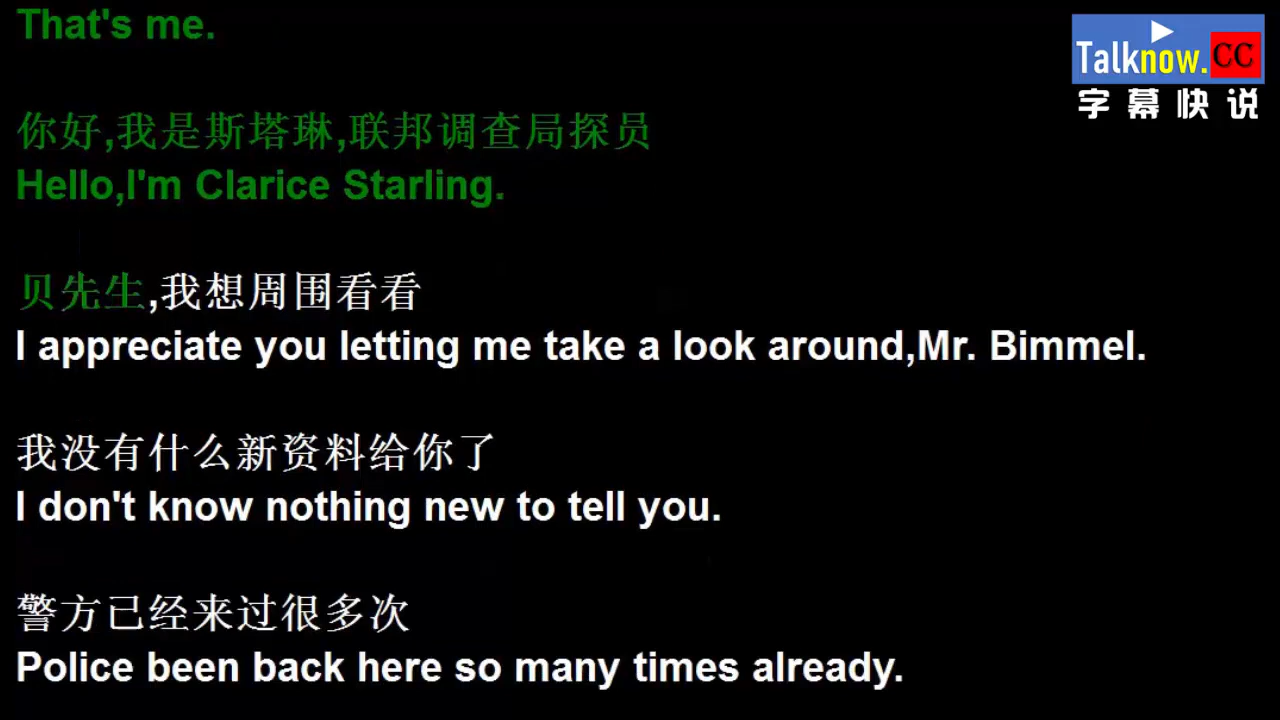 That's me.
Talknow.CC
字幕快说
你好,我是斯塔琳,联邦调查局探员
Hello,I'm Clarice Starling.
贝先生,我想周围看看
I appreciate you letting me take a look around,Mr. Bimmel.
我没有什么新资料给你了
I don't know nothing new to tell you.
警方已经来过很多次
Police been back here so many times already.